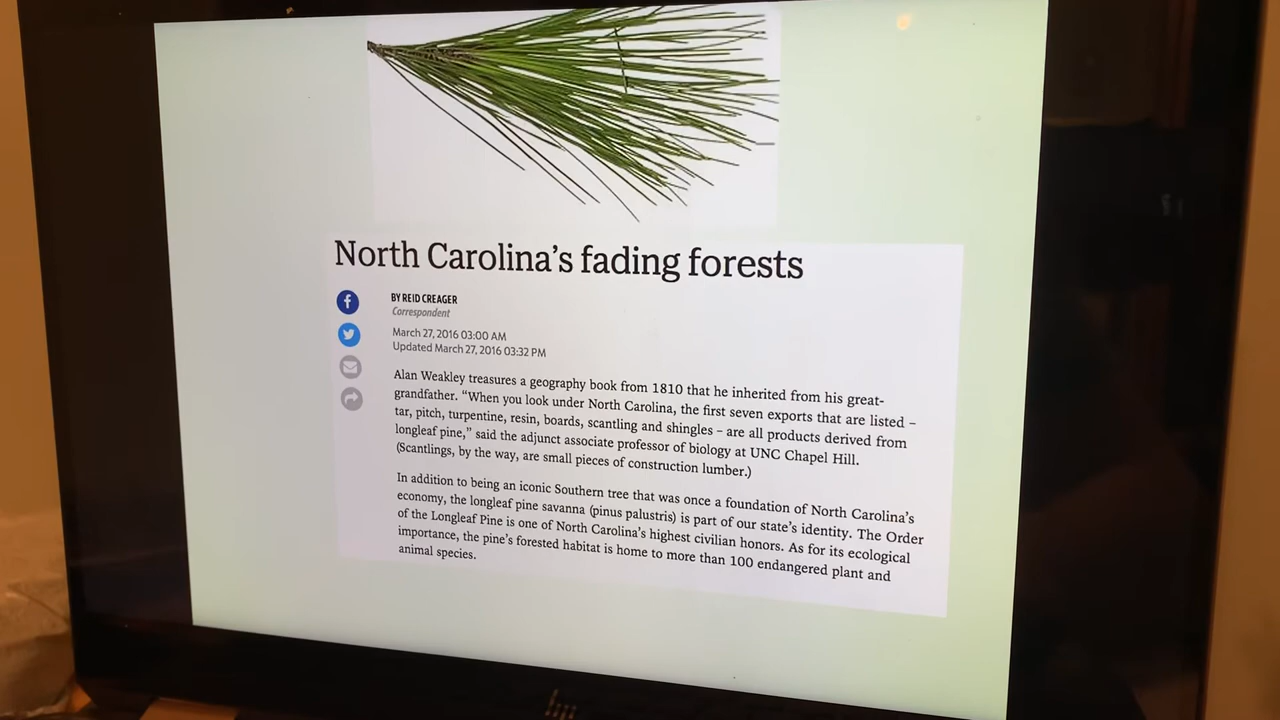 North Carolina's fading forests
BY REID CREAGER
Correspondent
March 27, 2016 03:00 AM
Updated March 27, 2016 03:32 PM
Alan Weakley treasures a geography book from 1810 that he inherited from his great-
grandfather. “When you look under North Carolina, the first seven exports that are listed –
tar, pitch, turpentine, resin, boards, scantling and shingles – are all products derived from
longleaf pine,” said the adjunct associate professor of biology at UNC Chapel Hill.
(Scantlings, by the way, are small pieces of construction lumber.)
In addition to being an iconic Southern tree that was once a foundation of North Carolina’s
economy, the longleaf pine savanna (pinus palustris) is part of our state’s identity. The Order
of the Longleaf Pine is one of North Carolina’s highest civilian honors. As for its ecological
importance, the pine’s forested habitat is home to more than 100 endangered plant and
animal species.
hp